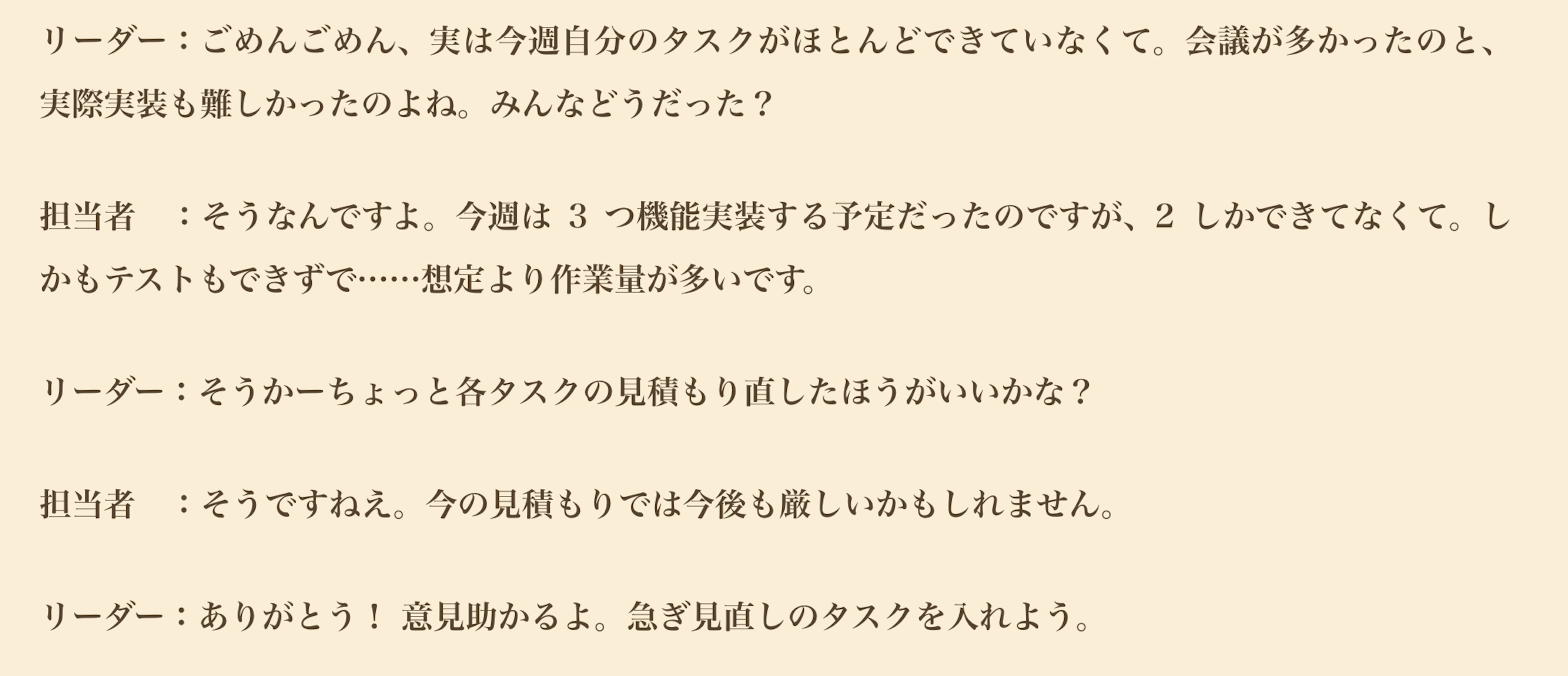 リーダー：ごめんごめん、実は今週自分のタスクがほとんどできていなくて。会議が多かったのと、
実際実装も難しかったのよね。みんなどうだった？
担当者　：そうなんですよ。今週は 3 つ機能実装する予定だったのですが、2 しかできてなくて。し
かもテストもできずで……想定より作業量が多いです。
リーダー：そうかーちょっと各タスクの見積もり直したほうがいいかな？
担当者　：そうですねえ。今の見積もりでは今後も厳しいかもしれません。
リーダー：ありがとう！ 意見助かるよ。急ぎ見直しのタスクを入れよう。